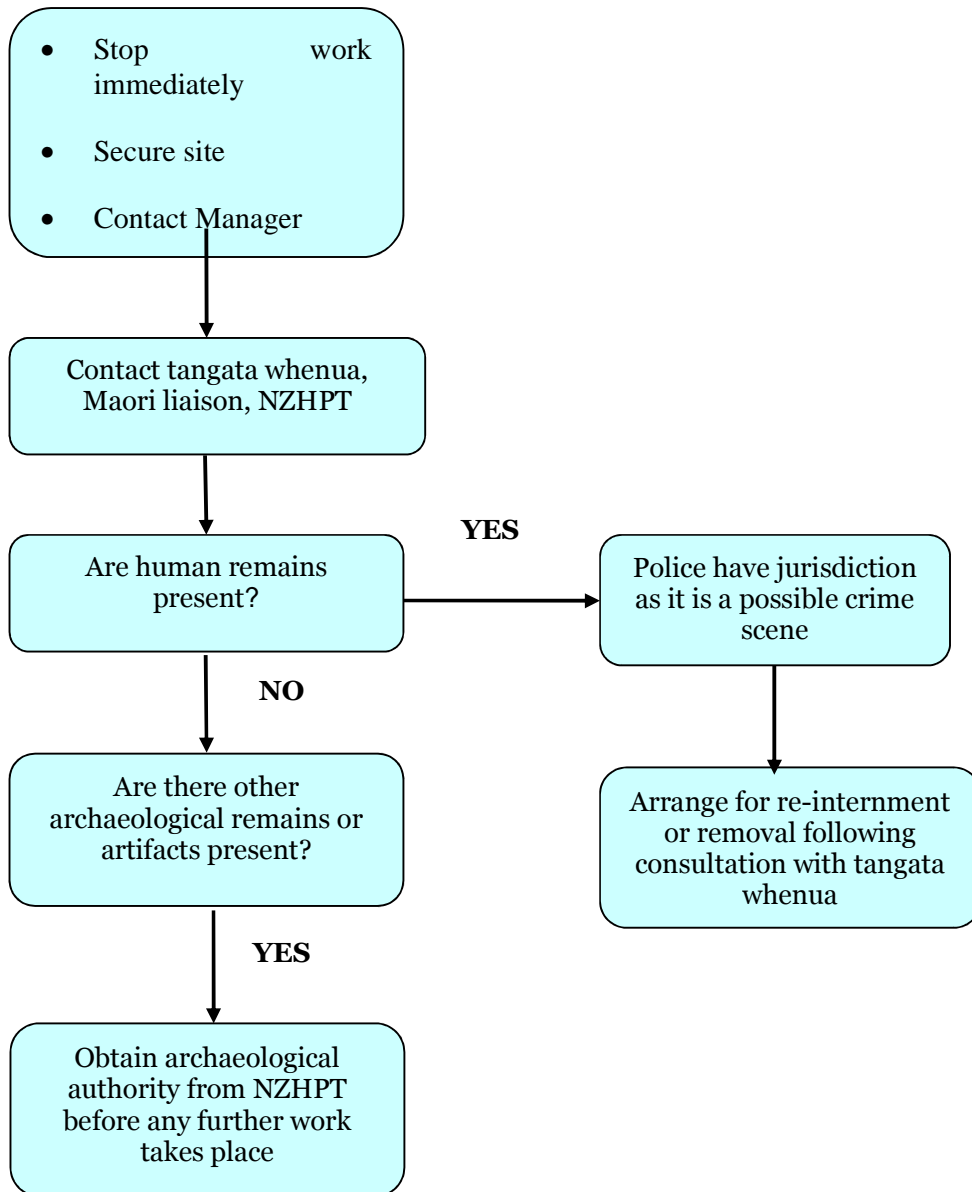 • Stop work
immediately
• Secure site
• Contact Manager
Contact tangata whenua,
Maori liaison, NZHPT
Are human remains
present?
YES
Police have jurisdiction
as it is a possible crime
scene
NO
Arrange for re-internment
or removal following
consultation with tangata
whenua
Are there other
archaeological remains or
artifacts present?
YES
Obtain archaeological
authority from NZHPT
before any further work
takes place